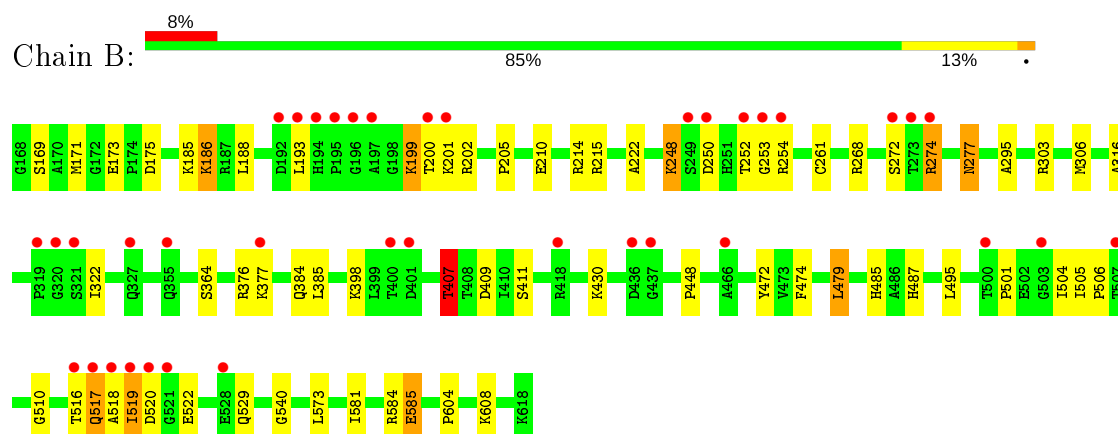 8%
Chain B:
85% 13% •
G168 S169 A170 M171 G172 E173 P174 D175 K185 K186 R187 L188 D192 L193 H194 P195 G196 A197 G198 K199 T200 K201 R202 P205 E210 R214 R215 A222 K248 S249 D250 H251 T252 G253 R254 C261 R268 S272 T273 R274 N277 A295 R303 M306 A316
P319 G320 S321 I322 Q327 Q355 S364 R376 K377 Q384 L385 K398 L399 T400 D401 T407 T408 D409 I410 S411 R418 K430 D436 G437 P448 A466 Y472 V473 F474 L479 H485 A486 H487 L495 T500 P501 E502 G503 I504 I505 P506 T507
G510 T516 Q517 A518 I519 D520 G521 E522 E528 Q529 G540 L573 I581 R584 E585 P604 K608 K618